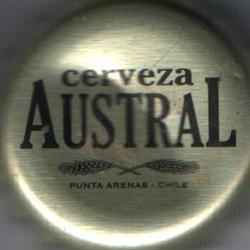 cerveza
AUSTRAL
PUNTA ARENAS - CHILE